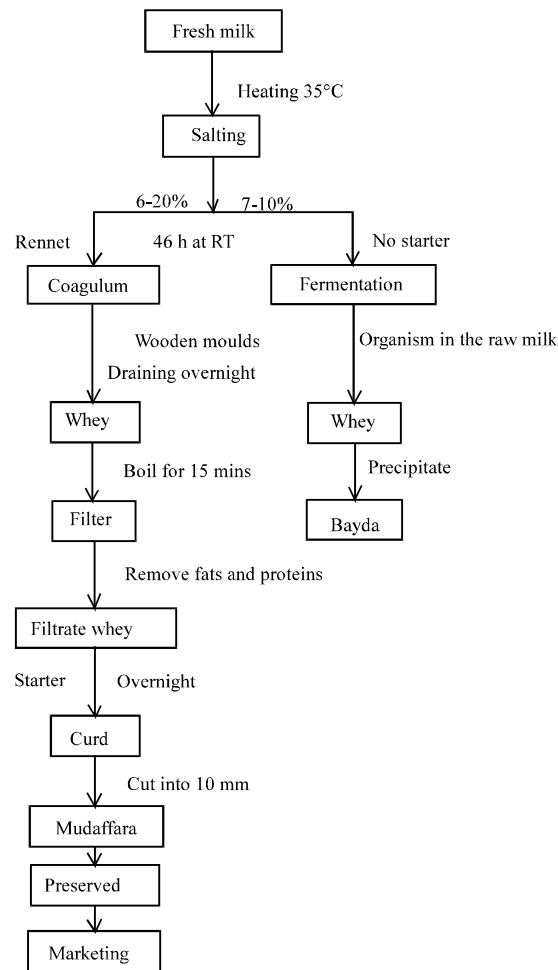 Fresh milk
Heating 35°C
Salting
6-20%
7-10%
Rennet
46 h at RT
No starter
Coagulum
Fermentation
Wooden moulds
Organism in the raw milk
Draining overnight
Whey
Whey
Boil for 15 mins
Precipitate
Filter
Bayda
Remove fats and proteins
Filtrate whey
Starter
Overnight
Curd
Cut into 10 mm
Mudaffara
Preserved
Marketing